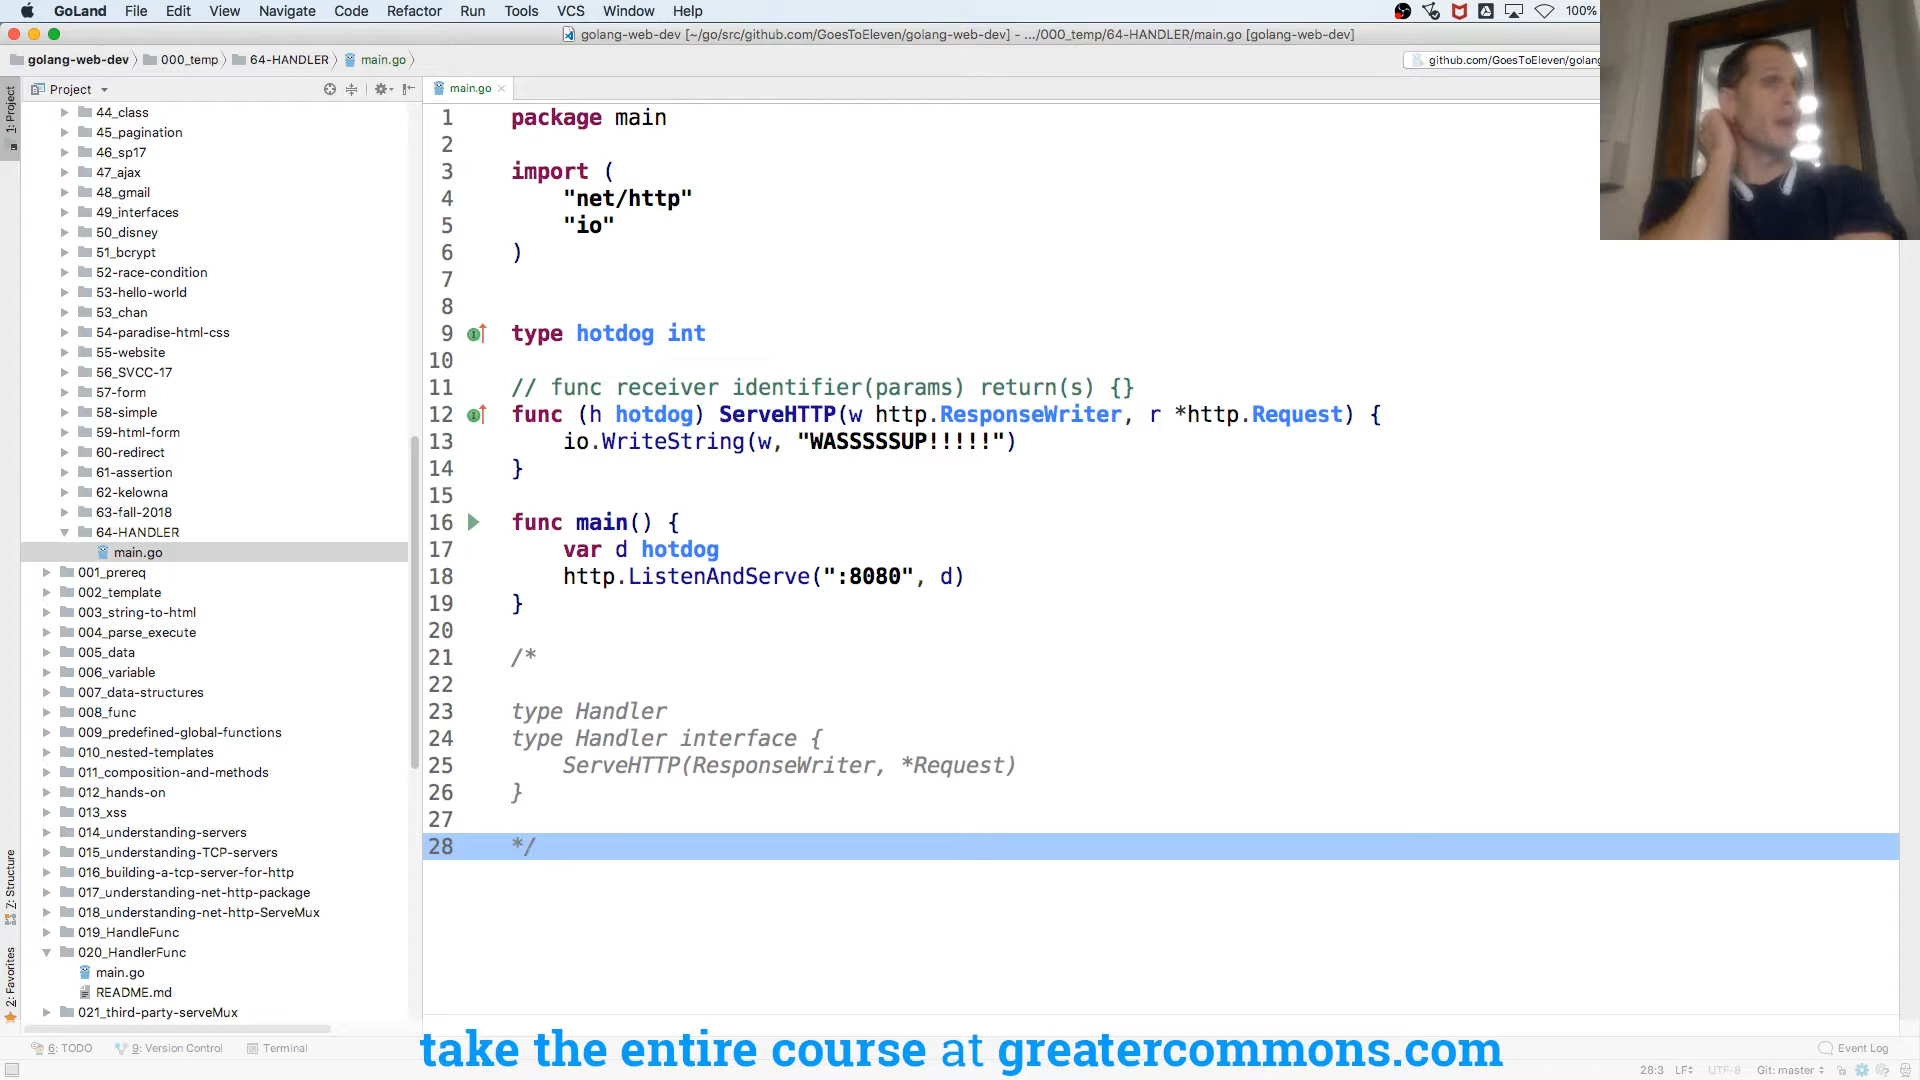 GoLand File Edit View Navigate Code Refactor Run Tools VCS Window Help 100%
golang-web-dev [~/go/src/github.com/GoesToEleven/golang-web-dev] - .../000_temp/64-HANDLER/main.go [golang-web-dev]
golang-web-dev 000_temp 64-HANDLER main.go github.com/GoesToEleven/golang
1: Project
Project
main.go
44_class
45_pagination
46_sp17
47_ajax
48_gmail
49_interfaces
50_disney
51_bcrypt
52-race-condition
53-hello-world
53_chan
54-paradise-html-css
55-website
56_SVCC-17
57-form
58-simple
59-html-form
60-redirect
61-assertion
62-kelowna
63-fall-2018
64-HANDLER
main.go
001_prereq
002_template
003_string-to-html
004_parse_execute
005_data
006_variable
007_data-structures
008_func
009_predefined-global-functions
010_nested-templates
011_composition-and-methods
012_hands-on
013_xss
014_understanding-servers
015_understanding-TCP-servers
016_building-a-tcp-server-for-http
017_understanding-net-http-package
018_understanding-net-http-ServeMux
019_HandleFunc
020_HandlerFunc
main.go
README.md
021_third-party-serveMux
7: Structure
2: Favorites
1 package main
2
3 import (
4 "net/http"
5 "io"
6 )
7
8
9 type hotdog int
10
11 // func receiver identifier(params) return(s) {}
12 func (h hotdog) ServeHTTP(w http.ResponseWriter, r *http.Request) {
13 io.WriteString(w, "WASSSSSUP!!!!!")
14 }
15
16 func main() {
17 var d hotdog
18 http.ListenAndServe(":8080", d)
19 }
20
21 /*
22
23 type Handler
24 type Handler interface {
25 ServeHTTP(ResponseWriter, *Request)
26 }
27
28 */
6: TODO 9: Version Control Terminal Event Log
take the entire course at greatercommons.com
28:3 LF UTF-8 Git: master